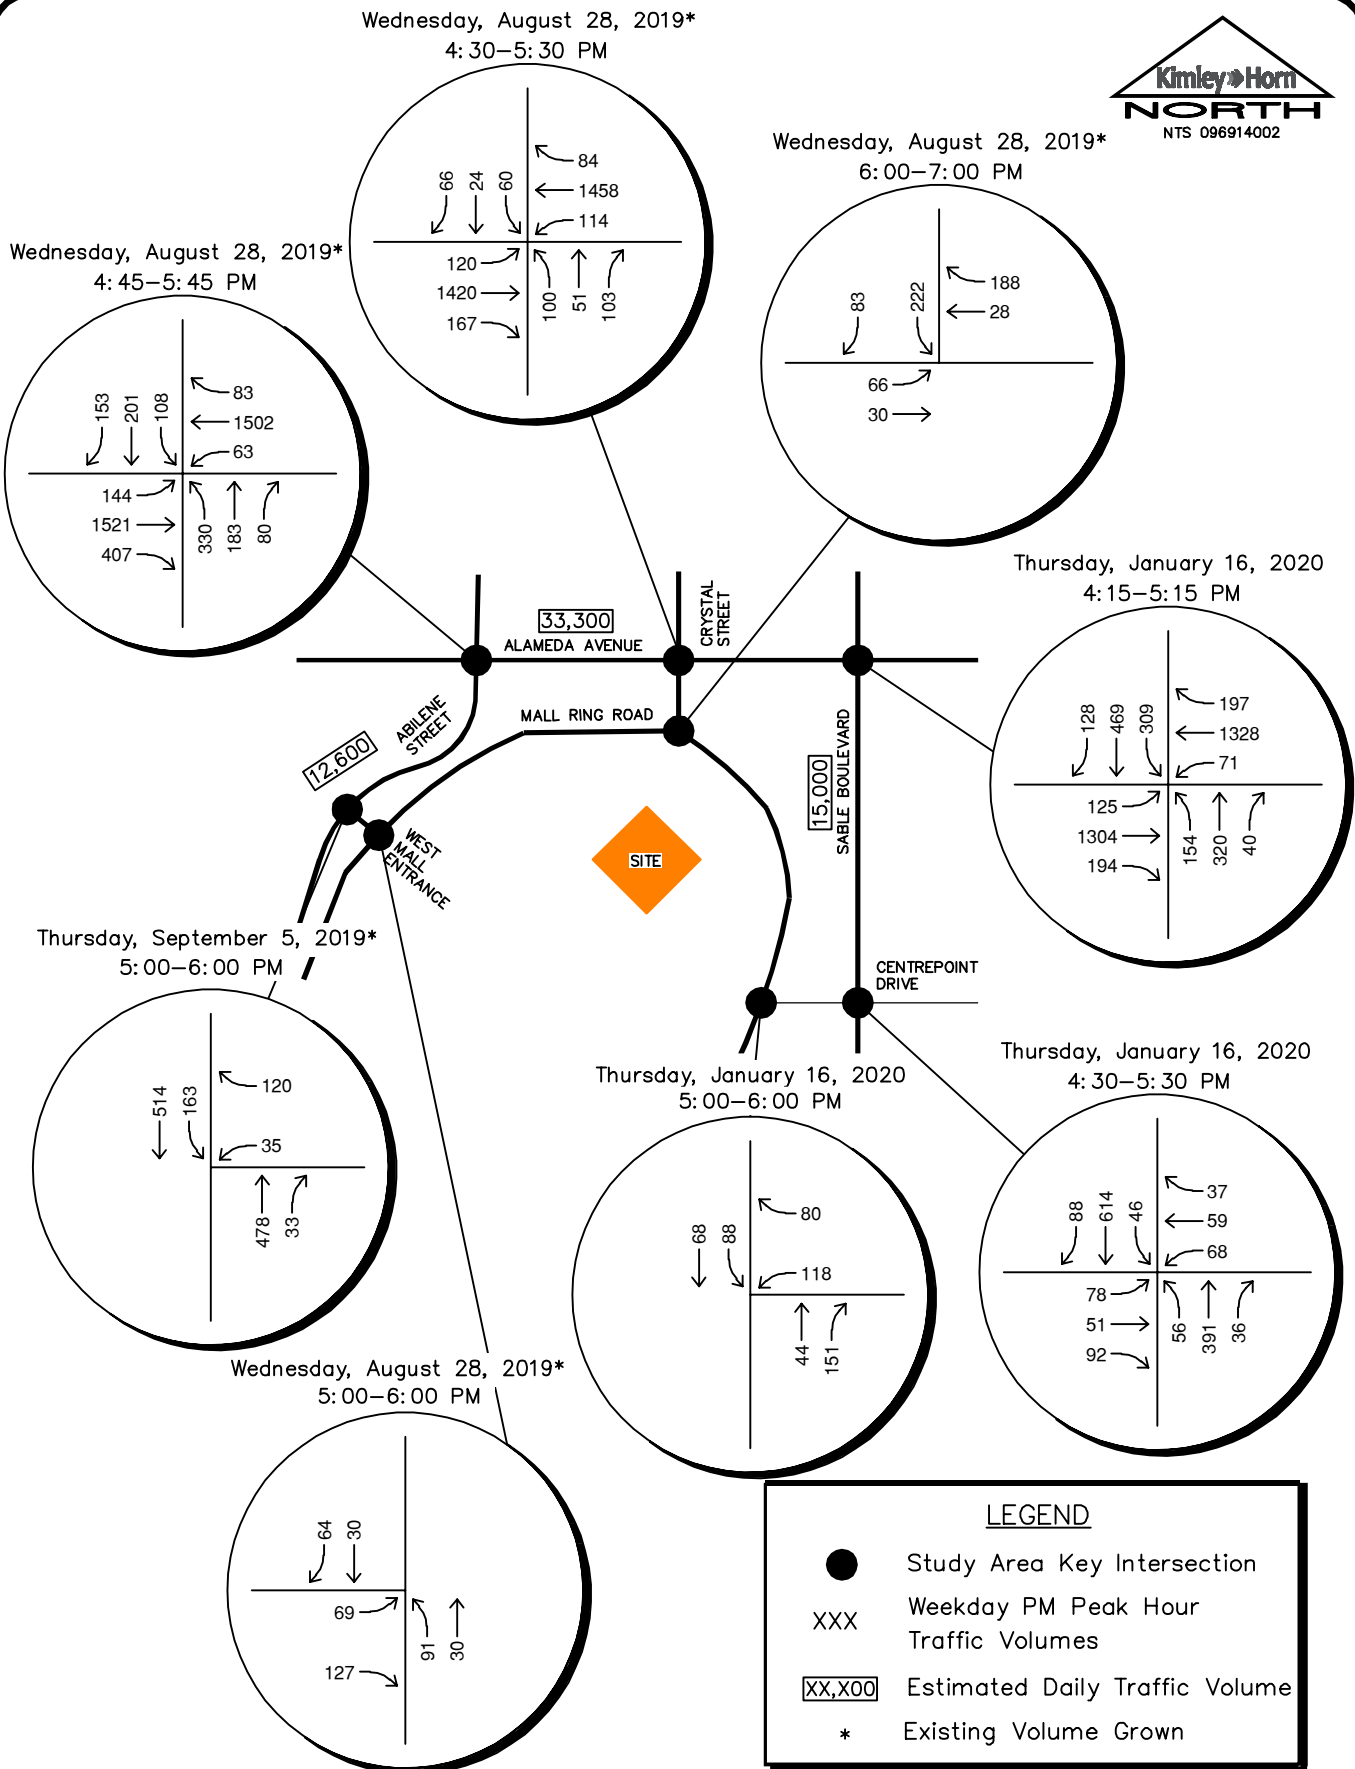 Wednesday, August 28, 2019*
4:30–5:30 PM
66
24
60
84
1458
114
120
1420
167
100
51
103
Kimley»Horn
NORTH
NTS 096914002
Wednesday, August 28, 2019*
6:00–7:00 PM
83
222
188
28
66
30
Wednesday, August 28, 2019*
4:45–5:45 PM
153
201
108
83
1502
63
144
1521
407
330
183
80
Thursday, January 16, 2020
4:15–5:15 PM
128
469
309
197
1328
71
125
1304
194
154
320
40
33,300
ALAMEDA AVENUE
CRYSTAL
STREET
ABILENE
STREET
MALL RING ROAD
12,600
15,000
SABLE BOULEVARD
WEST
MALL
ENTRANCE
SITE
CENTREPOINT
DRIVE
Thursday, September 5, 2019*
5:00–6:00 PM
514
163
120
35
478
33
Thursday, January 16, 2020
5:00–6:00 PM
68
88
80
118
44
151
Thursday, January 16, 2020
4:30–5:30 PM
88
614
46
37
59
68
78
51
92
56
391
36
Wednesday, August 28, 2019*
5:00–6:00 PM
64
30
69
127
91
30
LEGEND
Study Area Key Intersection
XXX Weekday PM Peak Hour
Traffic Volumes
XX,X00 Estimated Daily Traffic Volume
* Existing Volume Grown